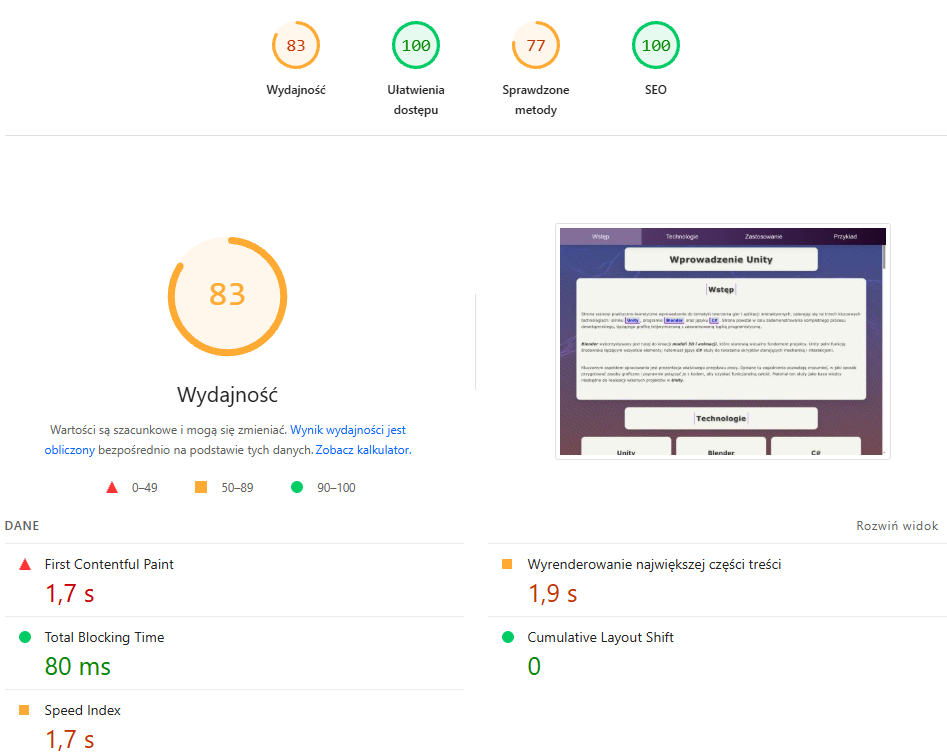 83
100
77
100
Wydajność
Ułatwienia
dostępu
Sprawdzone
metody
SEO
83
Wydajność
Wartości są szacunkowe i mogą się zmieniać. Wynik wydajności jest
obliczony bezpośrednio na podstawie tych danych. Zobacz kalkulator.
0–49
50–89
90–100
Wstęp
Technologie
Zastosowanie
Przykład
Wprowadzenie Unity
Wstęp
Technologie
Unity
Blender
C#
DANE
Rozwiń widok
First Contentful Paint
1,7 s
Wyrenderowanie największej części treści
1,9 s
Total Blocking Time
80 ms
Cumulative Layout Shift
0
Speed Index
1,7 s